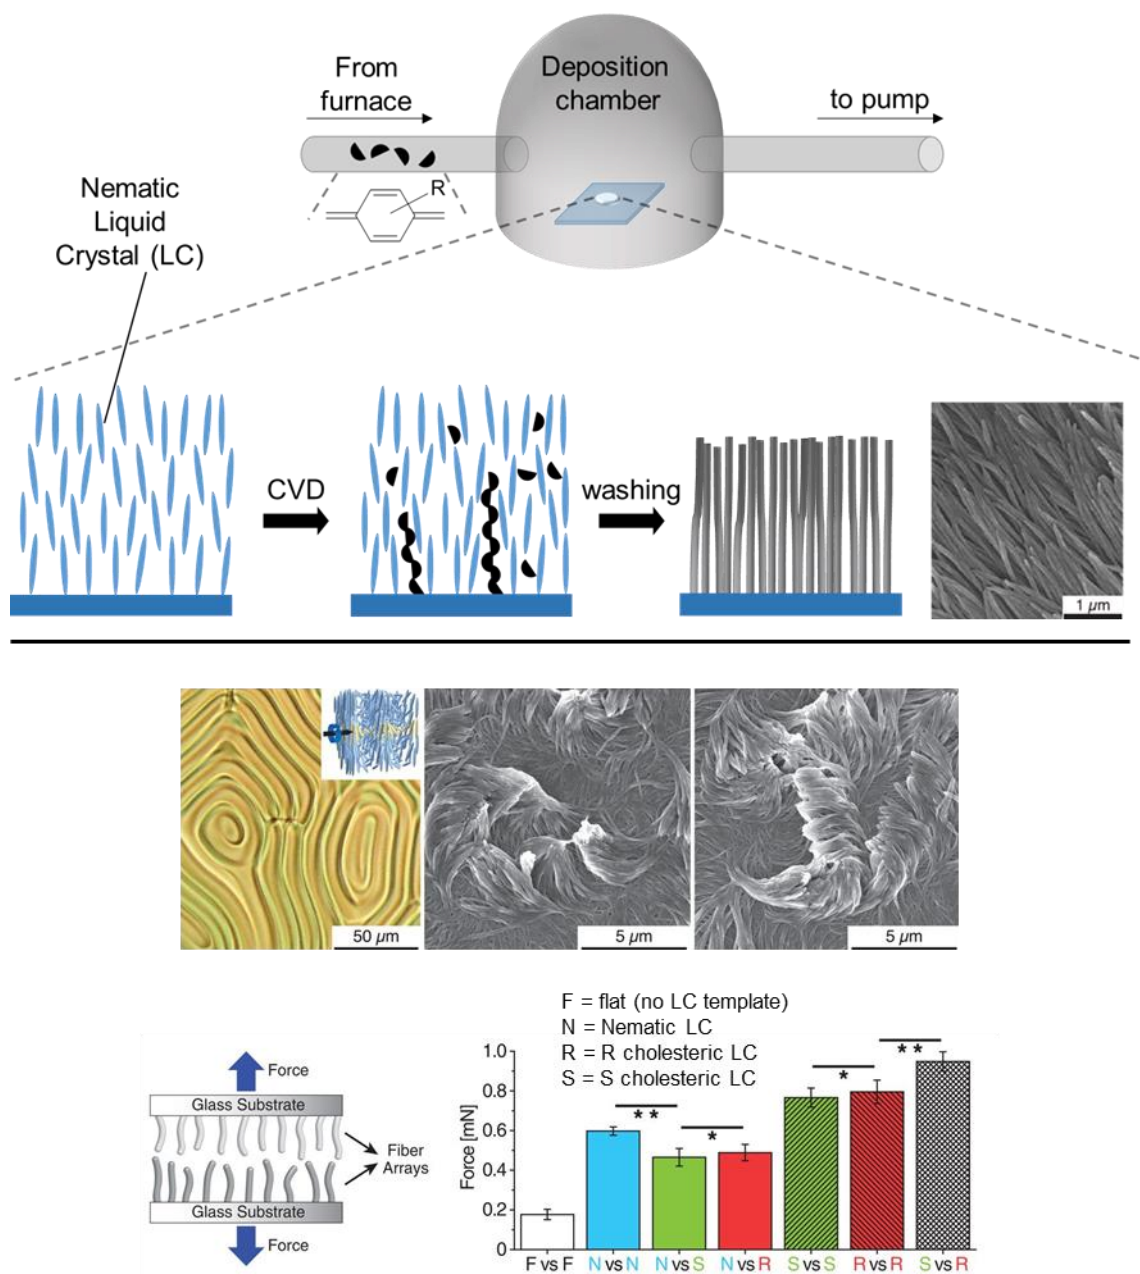 From
furnace
Deposition
chamber
to pump
R
Nematic
Liquid
Crystal (LC)
CVD
washing
1 µm
50 µm
5 µm
5 µm
F = flat (no LC template)
N = Nematic LC
R = R cholesteric LC
S = S cholesteric LC
Force
Glass Substrate
Fiber
Arrays
Glass Substrate
Force
Force [mN]
1.0
0.8
0.6
0.4
0.2
0
* *
*
*
* *
F vs F
N vs N
N vs S
N vs R
S vs S
R vs R
S vs R